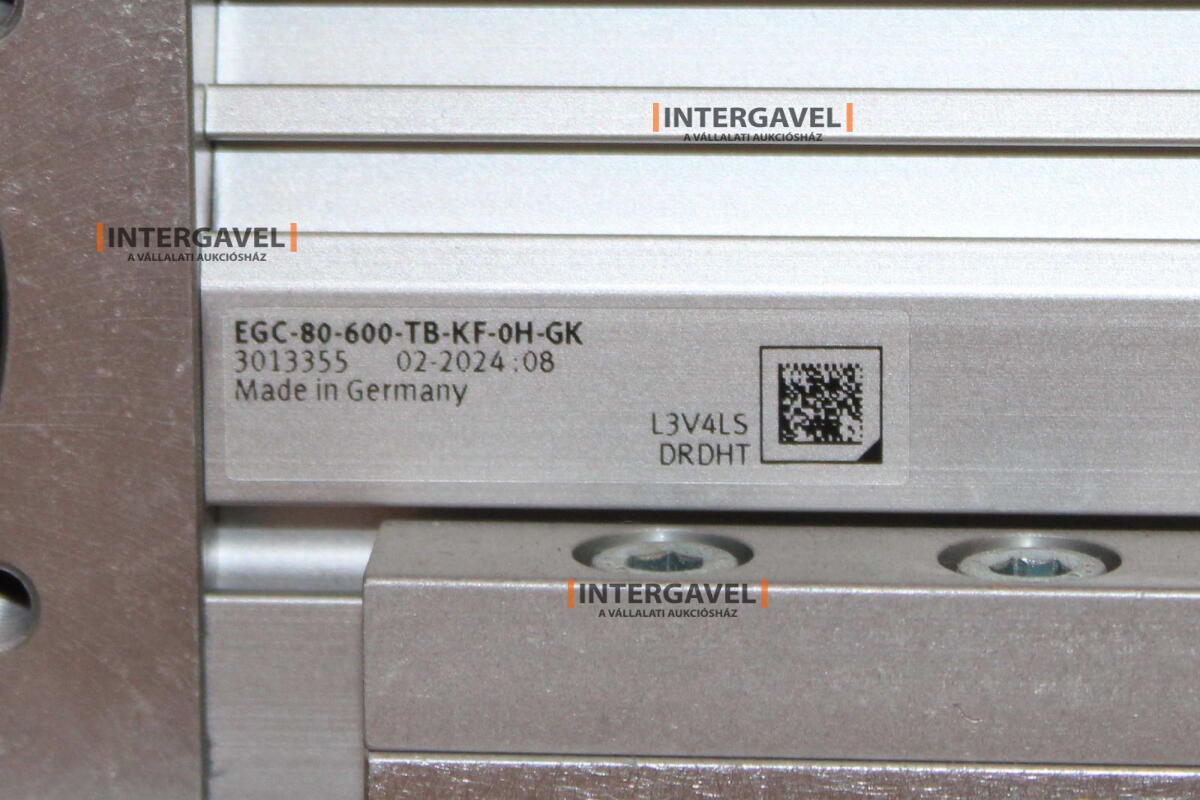 INTERGAVEL
A VÁLLALATI AUKCIÓSHÁZ
INTERGAVEL
A VÁLLALATI AUKCIÓSHÁZ
EGC-80-600-TB-KF-0H-GK
3013355 02-2024:08
Made in Germany
L3V4LS
DRDHT
INTERGAVEL
A VÁLLALATI AUKCIÓSHÁZ